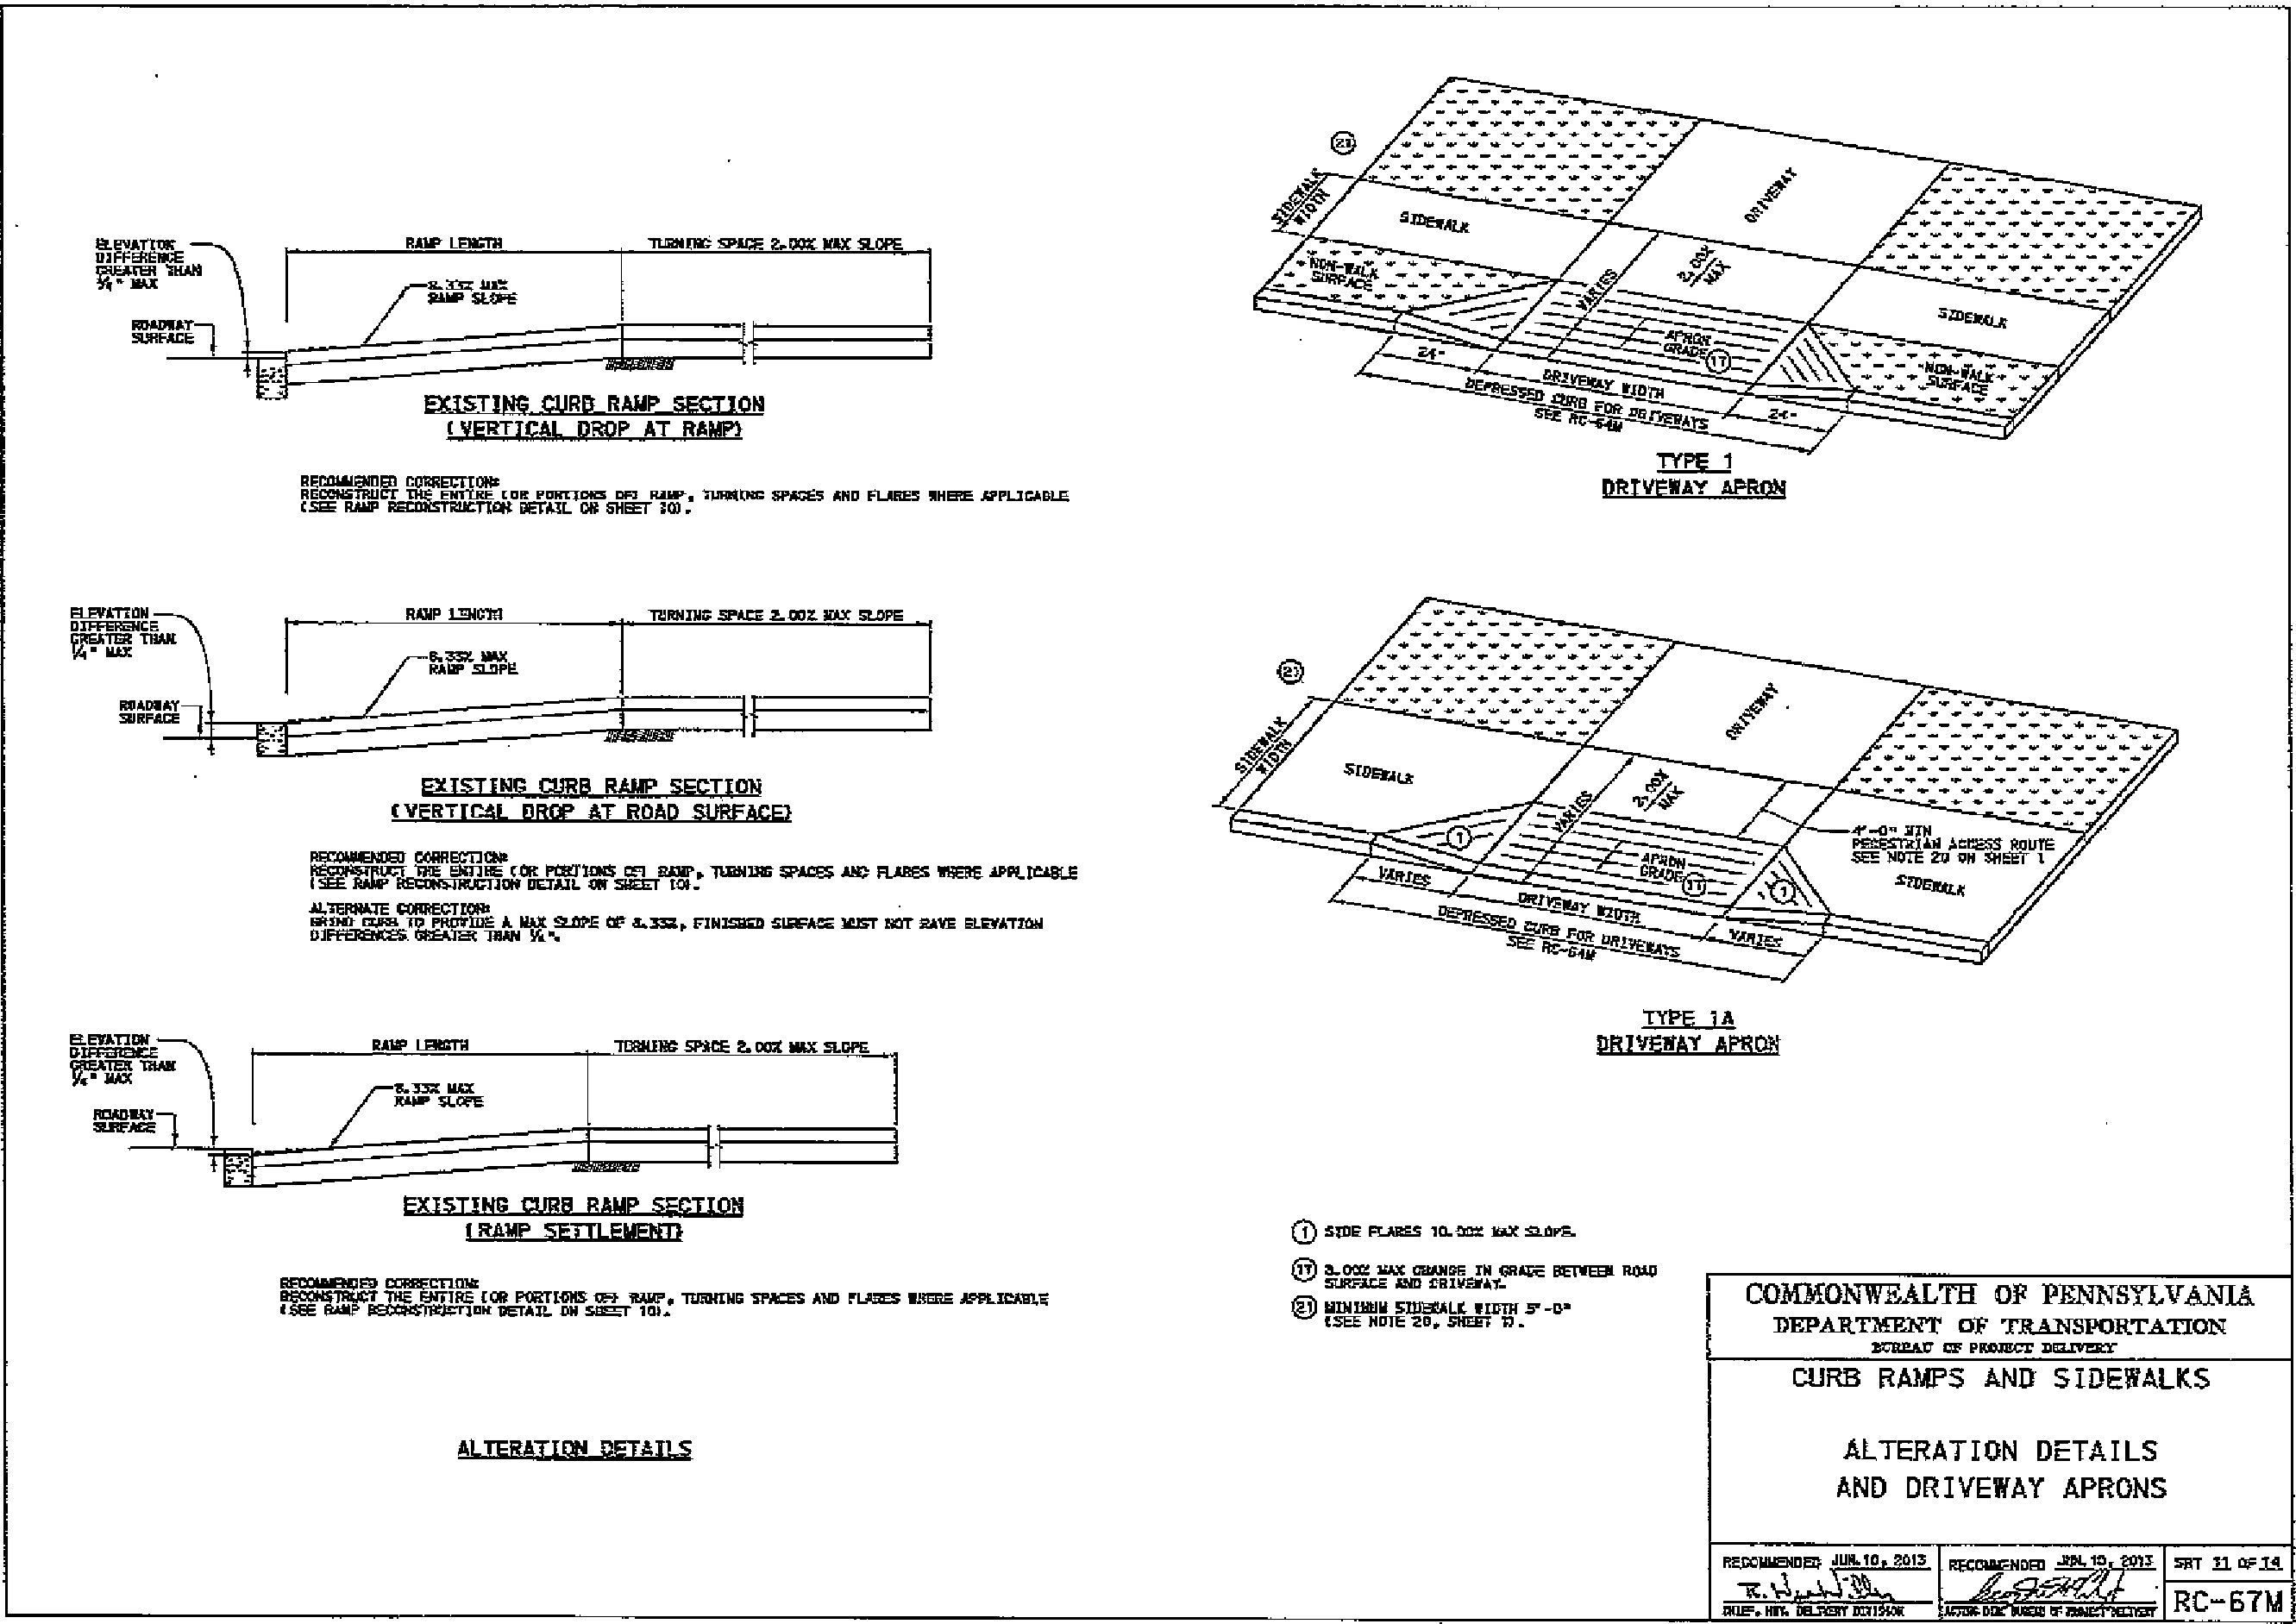 ELEVATION
DIFFERENCE
GREATER THAN
1/4" MAX
ROADWAY
SURFACE
RAMP LENGTH
TURNING SPACE 2.00% MAX SLOPE
8.33% MAX
RAMP SLOPE
EXISTING CURB RAMP SECTION
(VERTICAL DROP AT RAMP)
RECOMMENDED CORRECTION:
RECONSTRUCT THE ENTIRE (OR PORTIONS OF) RAMP, TURNING SPACES AND FLARES WHERE APPLICABLE
(SEE RAMP RECONSTRUCTION DETAIL ON SHEET 10).
ELEVATION
DIFFERENCE
GREATER THAN
1/4" MAX
ROADWAY
SURFACE
RAMP LENGTH
TURNING SPACE 2.00% MAX SLOPE
8.33% MAX
RAMP SLOPE
EXISTING CURB RAMP SECTION
(VERTICAL DROP AT ROAD SURFACE)
RECOMMENDED CORRECTION:
RECONSTRUCT THE ENTIRE (OR PORTIONS OF) RAMP, TURNING SPACES AND FLARES WHERE APPLICABLE
(SEE RAMP RECONSTRUCTION DETAIL ON SHEET 10).
ALTERNATE CORRECTION:
GRIND CURB TO PROVIDE A MAX SLOPE OF 8.33%, FINISHED SURFACE MUST NOT HAVE ELEVATION
DIFFERENCES GREATER THAN 1/4".
ELEVATION
DIFFERENCE
GREATER THAN
1/4" MAX
ROADWAY
SURFACE
RAMP LENGTH
TURNING SPACE 2.00% MAX SLOPE
8.33% MAX
RAMP SLOPE
EXISTING CURB RAMP SECTION
(RAMP SETTLEMENT)
RECOMMENDED CORRECTION:
RECONSTRUCT THE ENTIRE (OR PORTIONS OF) RAMP, TURNING SPACES AND FLARES WHERE APPLICABLE
(SEE RAMP RECONSTRUCTION DETAIL ON SHEET 10).
ALTERATION DETAILS
21
SIDEWALK
WIDTH
SIDEWALK
DRIVEWAY
NON-WALK
SURFACE
VARIES
2.00%
MAX
SIDEWALK
APRON
GRADE 17
NON-WALK
SURFACE
24"
DRIVEWAY WIDTH
24"
DEPRESSED CURB FOR DRIVEWAYS
SEE RC-64M
TYPE 1
DRIVEWAY APRON
21
SIDEWALK
WIDTH
SIDEWALK
DRIVEWAY
VARIES
2.00%
MAX
4'-0" MIN
PEDESTRIAN ACCESS ROUTE
SEE NOTE 20 ON SHEET 1
1
APRON
GRADE 17
1
SIDEWALK
VARIES
DRIVEWAY WIDTH
VARIES
DEPRESSED CURB FOR DRIVEWAYS
SEE RC-64M
TYPE 1A
DRIVEWAY APRON
1 SIDE FLARES 10.00% MAX SLOPE.
17 8.00% MAX CHANGE IN GRADE BETWEEN ROAD
SURFACE AND DRIVEWAY.
21 MINIMUM SIDEWALK WIDTH 5'-0"
(SEE NOTE 20, SHEET 1).
COMMONWEALTH OF PENNSYLVANIA
DEPARTMENT OF TRANSPORTATION
BUREAU OF PROJECT DELIVERY
CURB RAMPS AND SIDEWALKS
ALTERATION DETAILS
AND DRIVEWAY APRONS
RECOMMENDED JUN. 10, 2013
CHIEF, HWY. DELIVERY DIVISION
RECOMMENDED JUN. 10, 2013
ACTING DIR. BUREAU OF PROJECT DELIVERY
SHT 11 OF 14
RC-67M